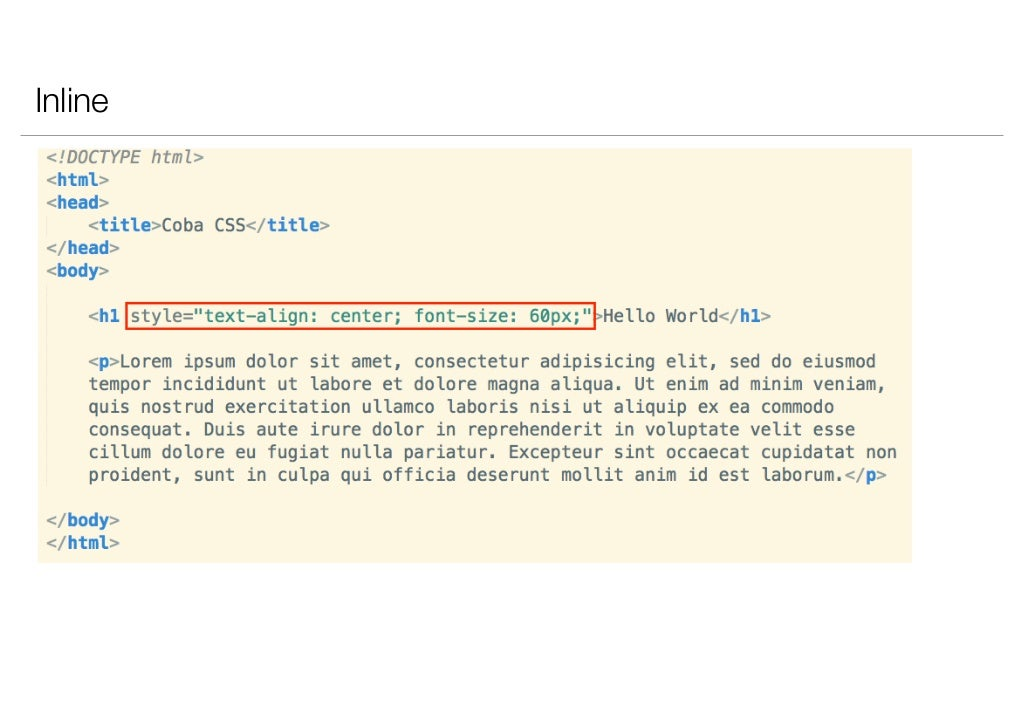 Inline
<!DOCTYPE html>
<html>
<head>
    <title>Coba CSS</title>
</head>
<body>
    <h1 style="text-align: center; font-size: 60px;">Hello World</h1>
    <p>Lorem ipsum dolor sit amet, consectetur adipisicing elit, sed do eiusmod
    tempor incididunt ut labore et dolore magna aliqua. Ut enim ad minim veniam,
    quis nostrud exercitation ullamco laboris nisi ut aliquip ex ea commodo
    consequat. Duis aute irure dolor in reprehenderit in voluptate velit esse
    cillum dolore eu fugiat nulla pariatur. Excepteur sint occaecat cupidatat non
    proident, sunt in culpa qui officia deserunt mollit anim id est laborum.</p>
</body>
</html>